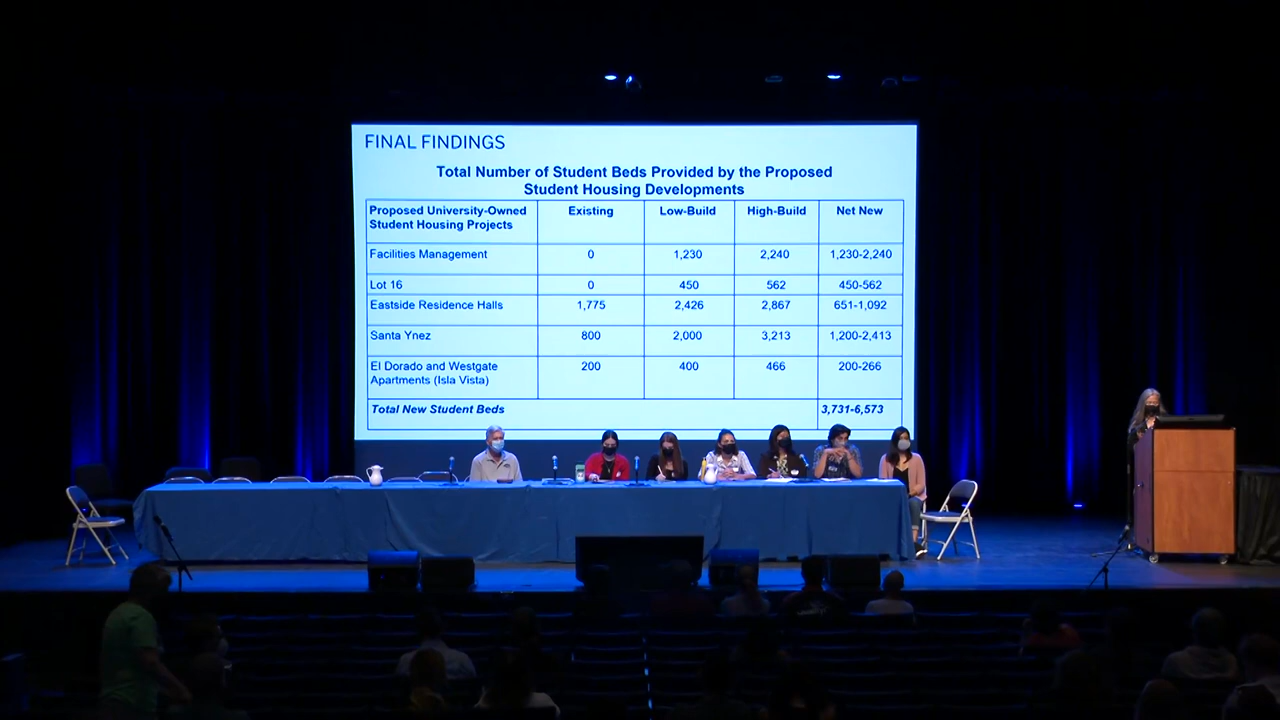 FINAL FINDINGS
Total Number of Student Beds Provided by the Proposed
Student Housing Developments
Proposed University-Owned Existing Low-Build High-Build Net New
Student Housing Projects
Facilities Management 0 1,230 2,240 1,230-2,240
Lot 16 0 450 562 450-562
Eastside Residence Halls 1,775 2,426 2,867 651-1,092
Santa Ynez 800 2,000 3,213 1,200-2,413
El Dorado and Westgate 200 400 466 200-266
Apartments (Isla Vista)
Total New Student Beds 3,731-6,573